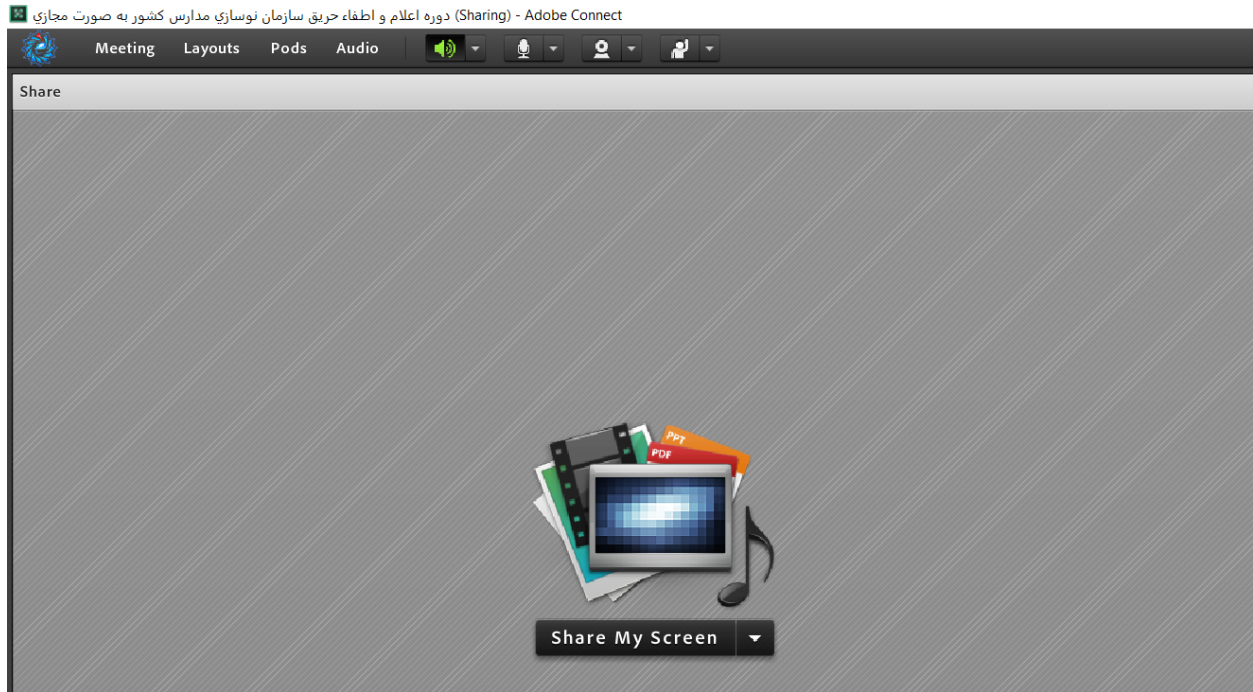 دوره اعلام و اطفاء حريق سازمان نوسازي مدارس كشور به صورت مجازي (Sharing) - Adobe Connect
Meeting Layouts Pods Audio
Share
PPT
PDF
Share My Screen